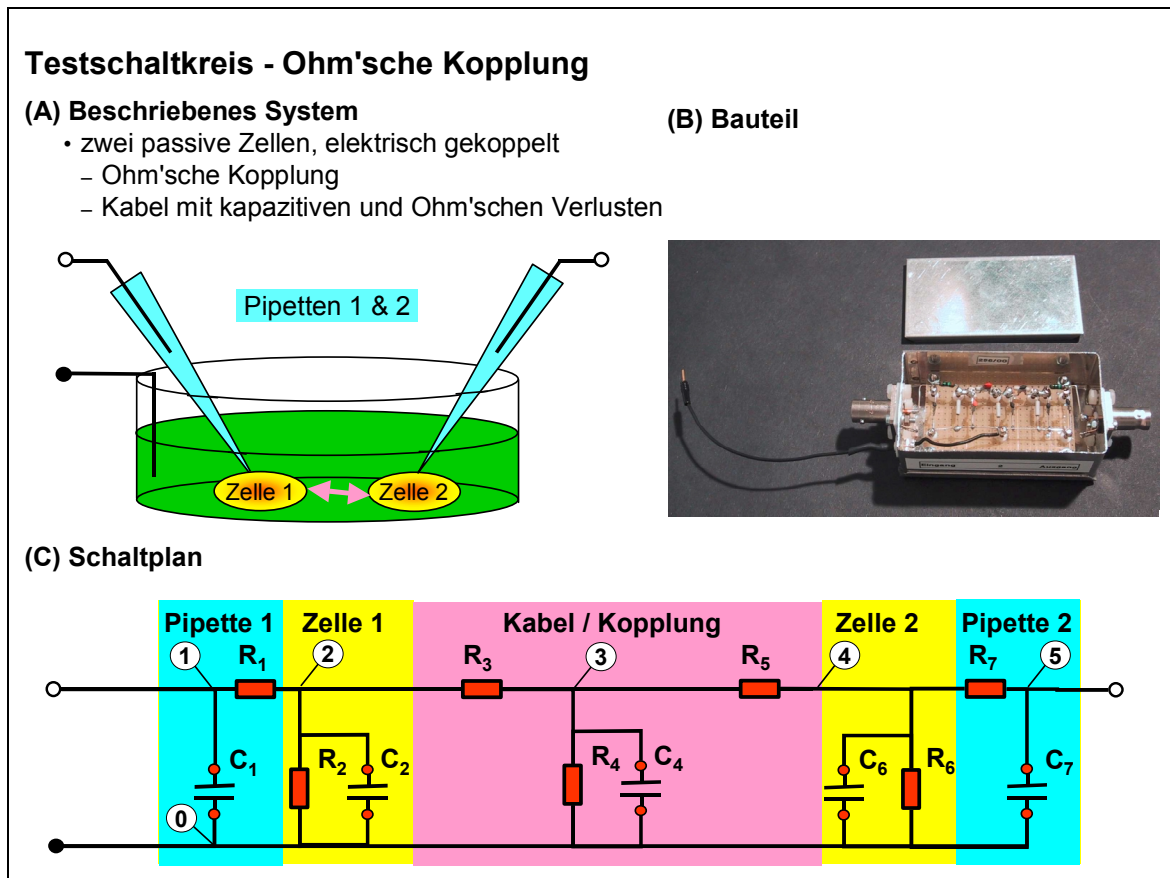 Testschaltkreis - Ohm'sche Kopplung
(A) Beschriebenes System
• zwei passive Zellen, elektrisch gekoppelt
– Ohm'sche Kopplung
– Kabel mit kapazitiven und Ohm'schen Verlusten
(B) Bauteil
Pipetten 1 & 2
Zelle 1
Zelle 2
Eingang
Ausgang
(C) Schaltplan
Pipette 1 Zelle 1 Kabel / Kopplung Zelle 2 Pipette 2
1 R1 2 R3 3 R5 4 R7 5
C1 R2 C2 R4 C4 C6 R6 C7
0